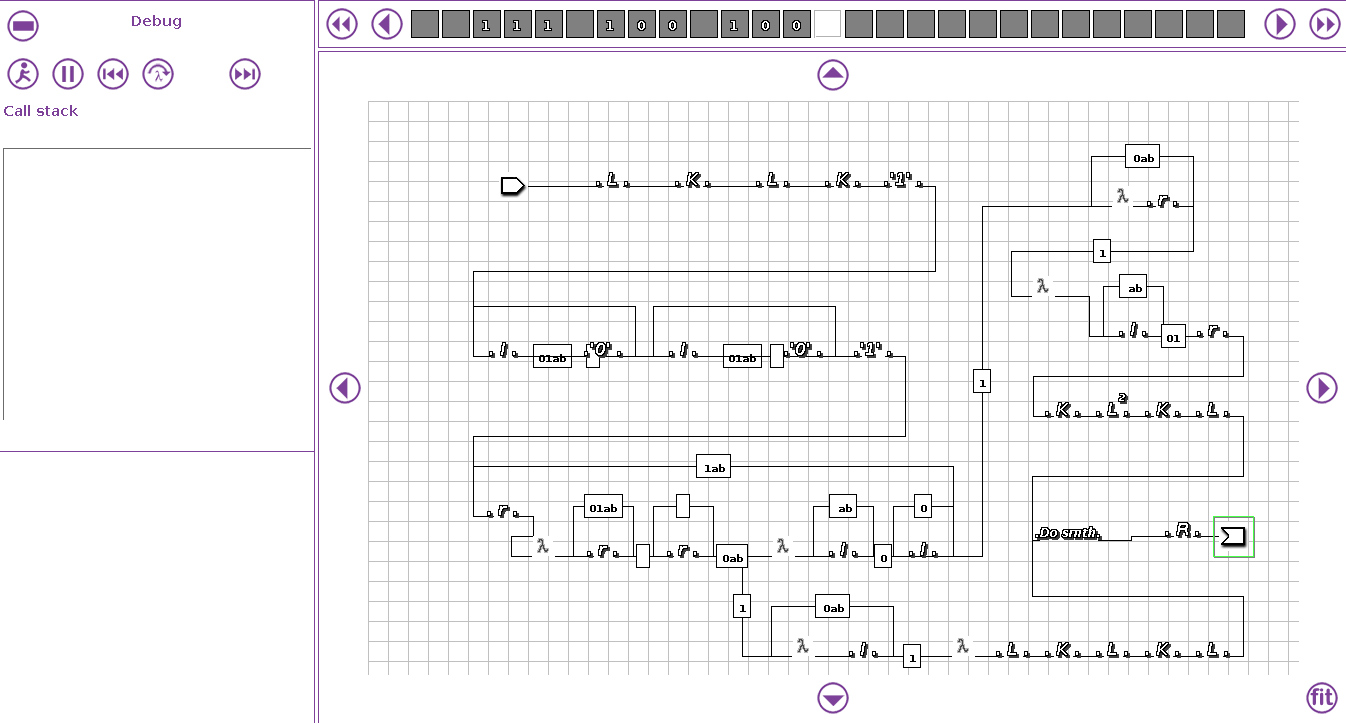 Debug
1 1 1 1 0 0 1 0 0
λ
Call stack
0ab
.L. .K. .L. .K. .'1'.
λ .r.
1
λ
ab
.l. 01 .r.
.l. 01ab .'0'. .l. 01ab .'0'. .'1'.
1
.K. .L². .K. .L.
1ab
.r. 01ab ab 0
λ .r. .r. 0ab λ .l. 0 .l.
.Do smth. .R.
1 0ab
λ .l. 1 λ .L. .K. .L. .K. .L.
fit